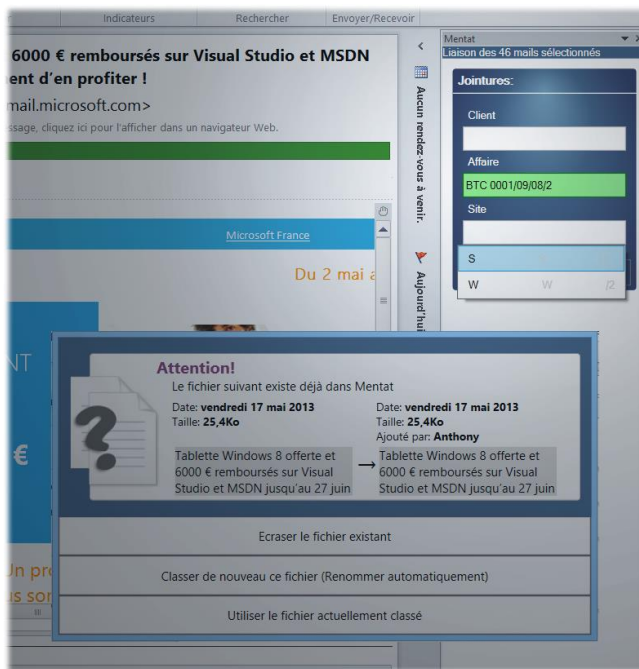 Indicateurs
Rechercher
Envoyer/Recevoir
6000 € remboursés sur Visual Studio et MSDN
ent d'en profiter !
mail.microsoft.com>
ssage, cliquez ici pour l'afficher dans un navigateur Web.
Microsoft France
Du 2 mai a
NT
€
Un pro
us sor
Aucun rendez-vous à venir.
Aujourd'hui
Mentat
Liaison des 46 mails sélectionnés
Jointures:
Client
Affaire
BTC 0001/09/08/2
Site
S
W W /2
Attention!
Le fichier suivant existe déjà dans Mentat
Date: vendredi 17 mai 2013
Taille: 25,4Ko
Tablette Windows 8 offerte et
6000 € remboursés sur Visual
Studio et MSDN jusqu'au 27 juin
→
Date: vendredi 17 mai 2013
Taille: 25,4Ko
Ajouté par: Anthony
Tablette Windows 8 offerte et
6000 € remboursés sur Visual
Studio et MSDN jusqu'au 27 juin
Ecraser le fichier existant
Classer de nouveau ce fichier (Renommer automatiquement)
Utiliser le fichier actuellement classé